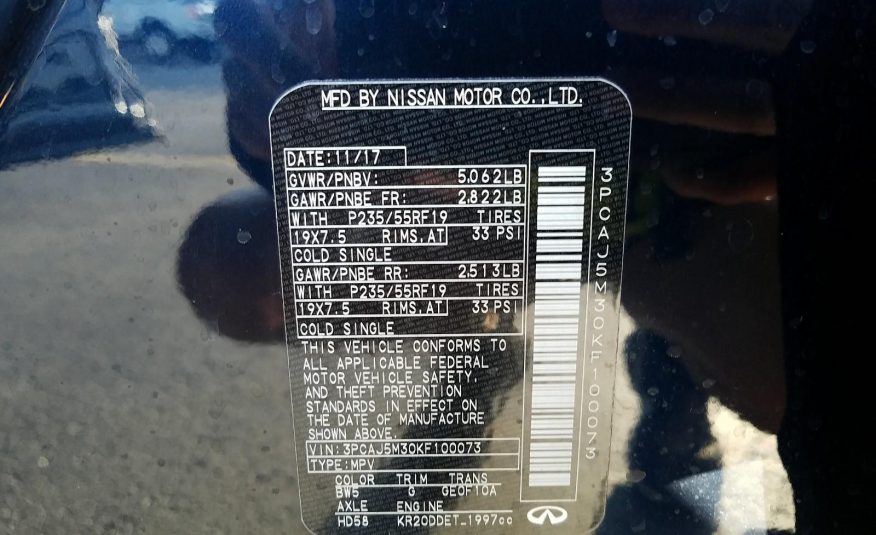 MFD BY NISSAN MOTOR CO.,LTD.
DATE:11/17
GVWR/PNBV: 5.062LB
GAWR/PNBE FR: 2.822LB
WITH P235/55RF19 TIRES
19X7.5 RIMS.AT 33 PSI
COLD SINGLE
GAWR/PNBE RR: 2.513LB
WITH P235/55RF19 TIRES
19X7.5 RIMS.AT 33 PSI
COLD SINGLE
THIS VEHICLE CONFORMS TO
ALL APPLICABLE FEDERAL
MOTOR VEHICLE SAFETY,
AND THEFT PREVENTION
STANDARDS IN EFFECT ON
THE DATE OF MANUFACTURE
SHOWN ABOVE.
VIN:3PCAJ5M30KF100073
TYPE:MPV
COLOR TRIM TRANS
BW5 G GE0F10A
AXLE ENGINE
HD58 KR20DDET_1997cc
3PCAJ5M30KF100073